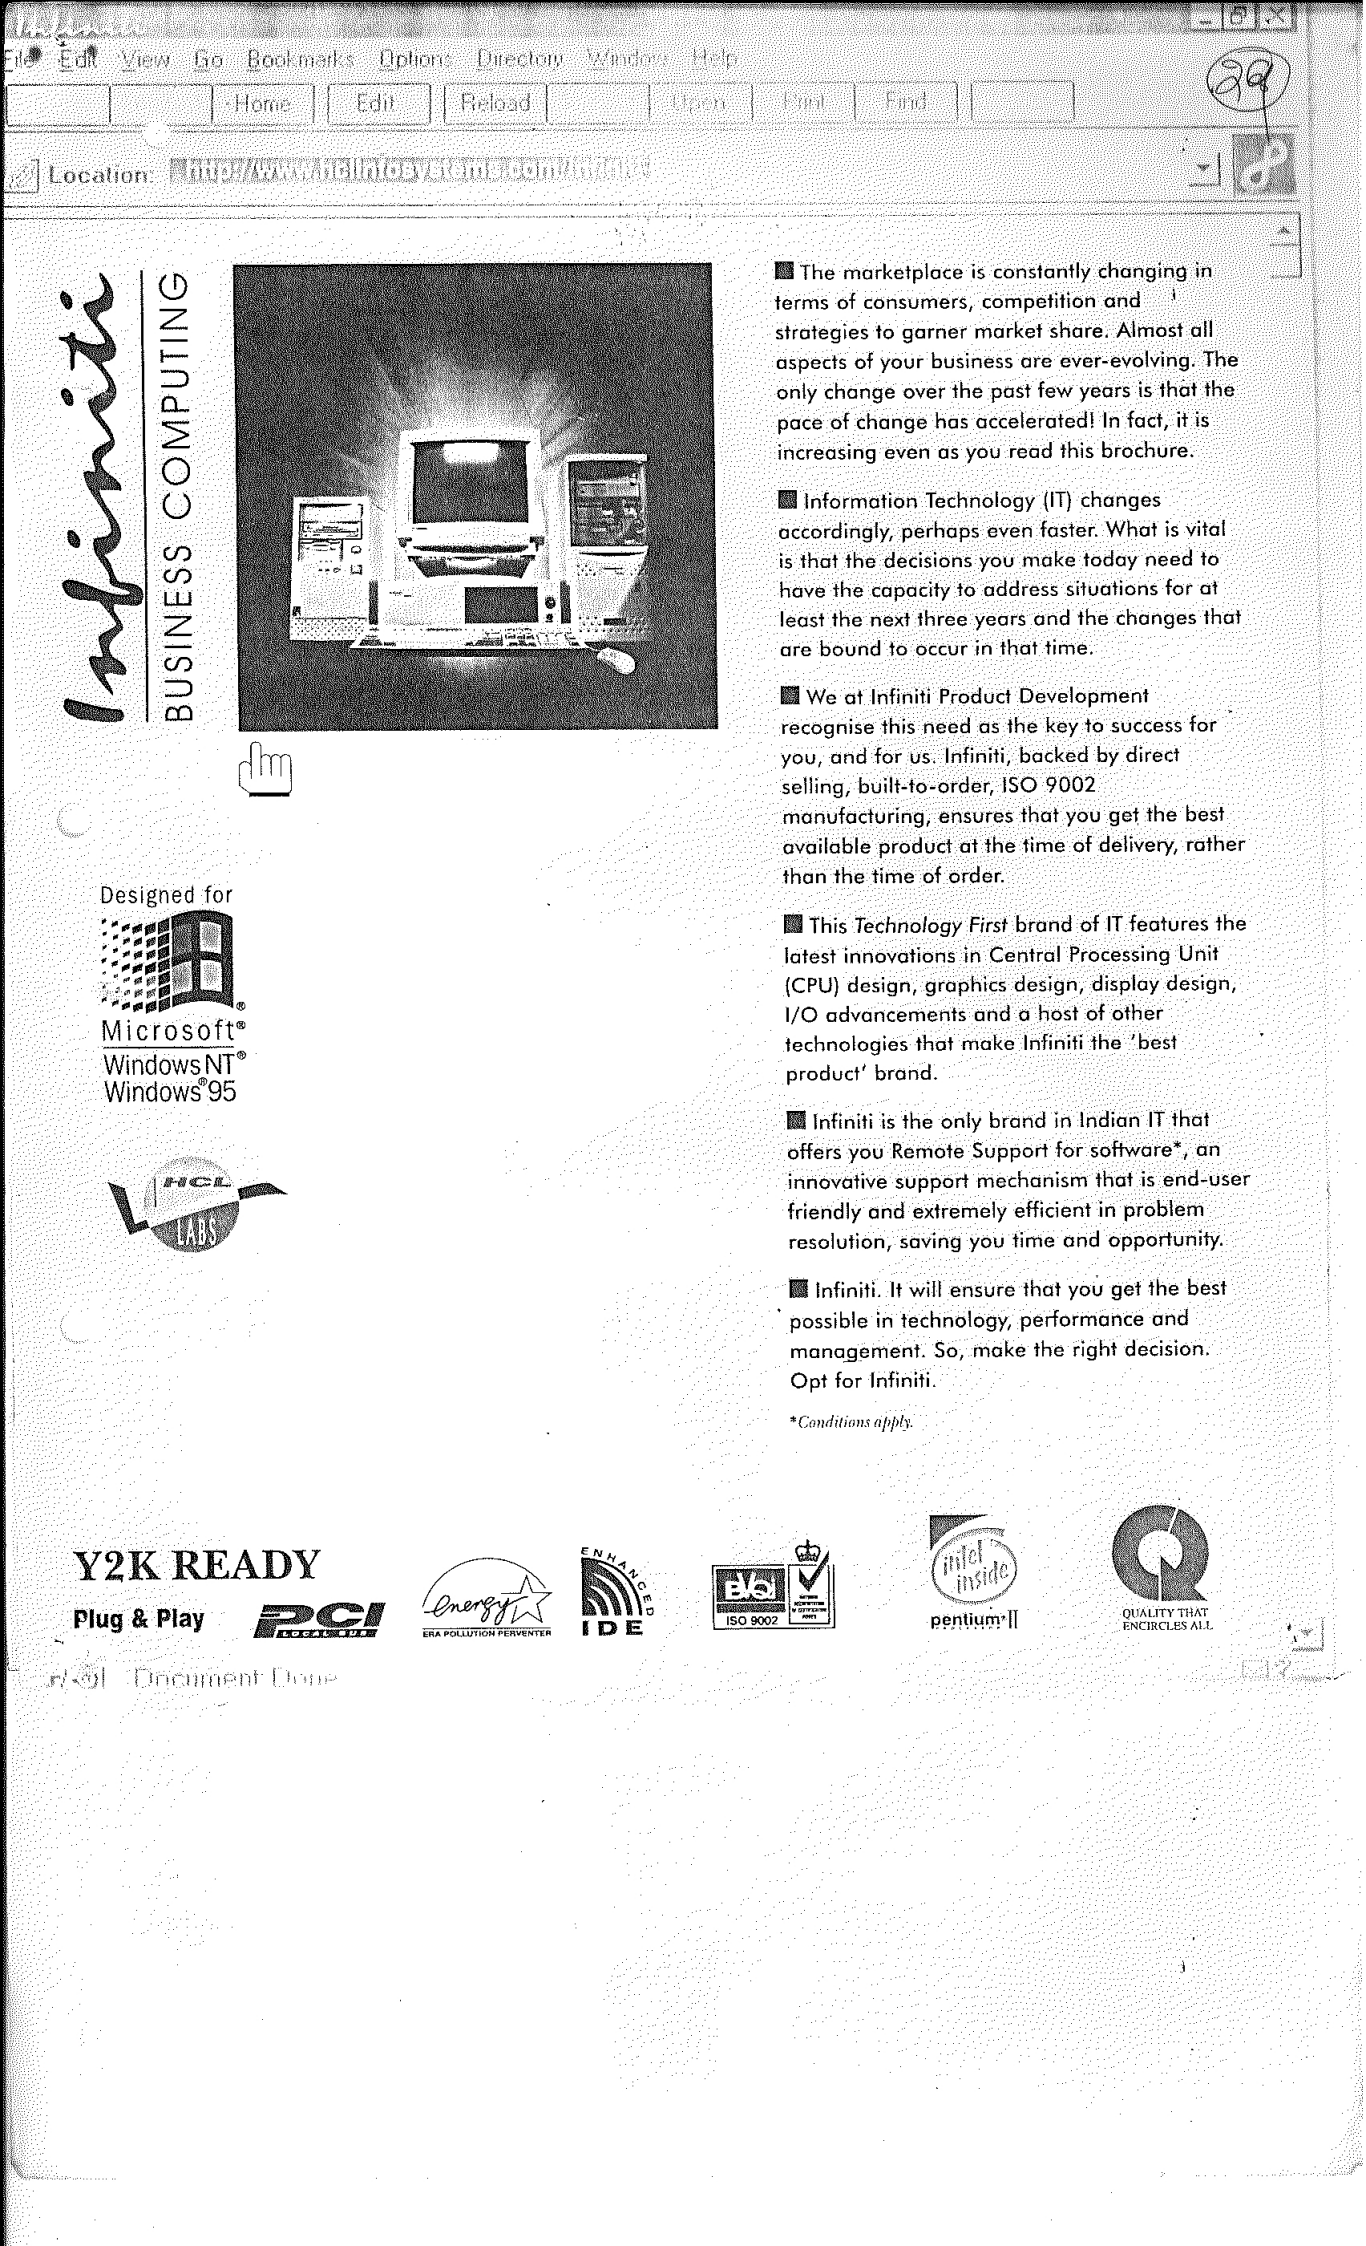 File Edit View Go Bookmarks Options Directory Window Help
Home Edit Reload Open Print Find
29
Location: http://www.hclinfosystems.com/infiniti
Infiniti
BUSINESS COMPUTING
The marketplace is constantly changing in
terms of consumers, competition and
strategies to garner market share. Almost all
aspects of your business are ever-evolving. The
only change over the past few years is that the
pace of change has accelerated! In fact, it is
increasing even as you read this brochure.
Information Technology (IT) changes
accordingly, perhaps even faster. What is vital
is that the decisions you make today need to
have the capacity to address situations for at
least the next three years and the changes that
are bound to occur in that time.
We at Infiniti Product Development
recognise this need as the key to success for
you, and for us. Infiniti, backed by direct
selling, built-to-order, ISO 9002
manufacturing, ensures that you get the best
available product at the time of delivery, rather
than the time of order.
This Technology First brand of IT features the
latest innovations in Central Processing Unit
(CPU) design, graphics design, display design,
I/O advancements and a host of other
technologies that make Infiniti the 'best
product' brand.
Infiniti is the only brand in Indian IT that
offers you Remote Support for software*, an
innovative support mechanism that is end-user
friendly and extremely efficient in problem
resolution, saving you time and opportunity.
Infiniti. It will ensure that you get the best
possible in technology, performance and
management. So, make the right decision.
Opt for Infiniti.
*Conditions apply.
Designed for
Microsoft®
Windows NT®
Windows®95
HCL
LABS
Y2K READY
Plug & Play
PCI
LOCAL BUS
energy
ERA POLLUTION PERVENTER
ENHANCED
IDE
BVQI
ISO 9002
intel
inside
pentium II
QUALITY THAT
ENCIRCLES ALL
Document Done